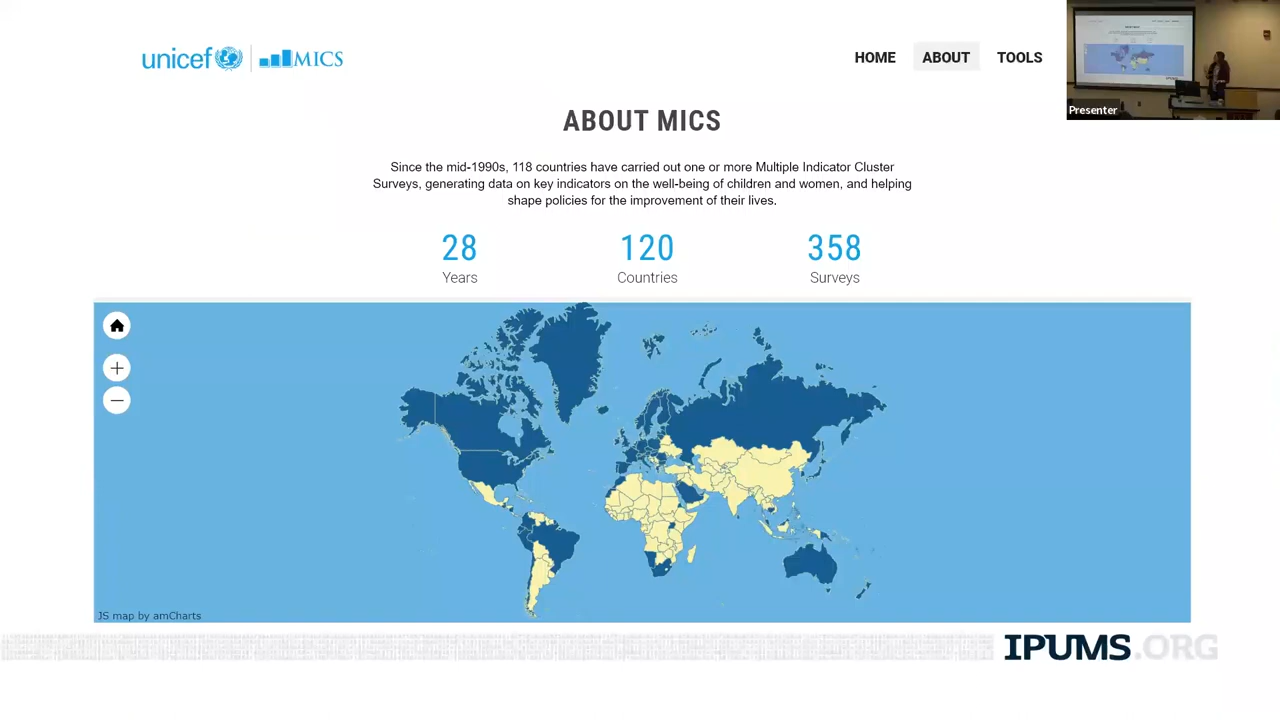 unicef MICS
HOME ABOUT TOOLS
Presenter
ABOUT MICS
Since the mid-1990s, 118 countries have carried out one or more Multiple Indicator Cluster
Surveys, generating data on key indicators on the well-being of children and women, and helping
shape policies for the improvement of their lives.
28 120 358
Years Countries Surveys
JS map by amCharts
IPUMS.ORG